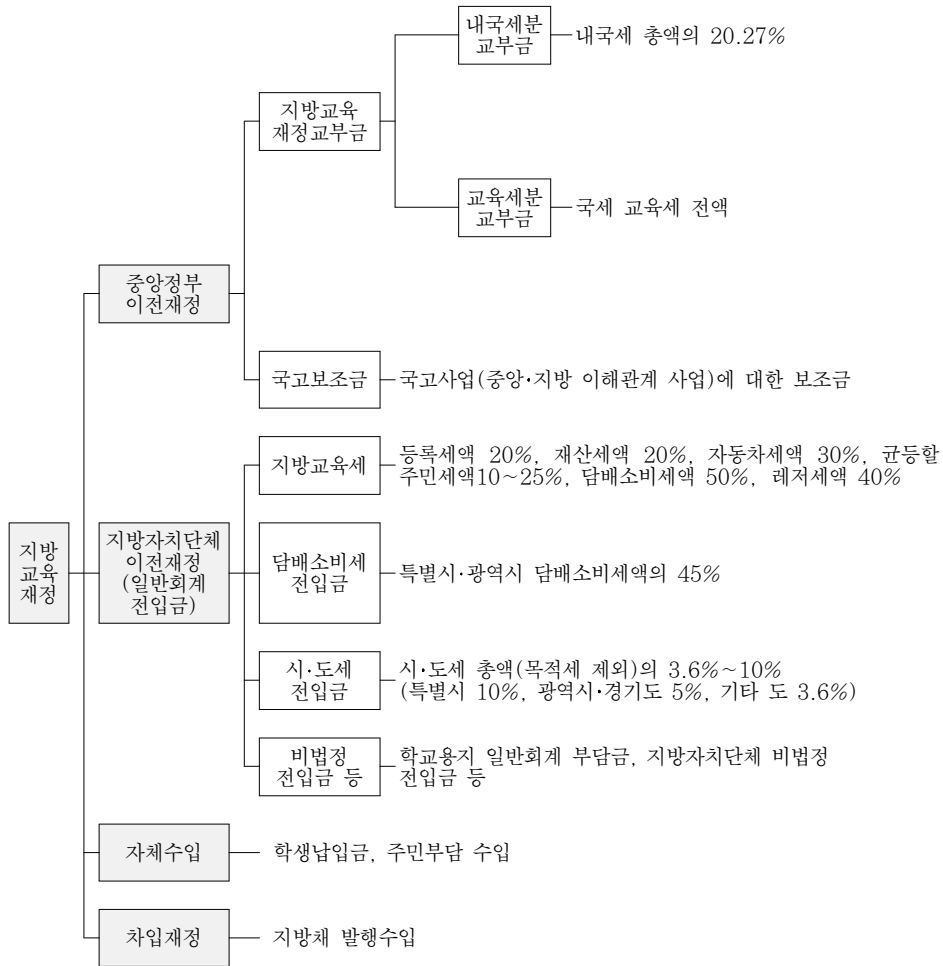 내국세분
교부금
내국세 총액의 20.27%
지방교육
재정교부금
교육세분
교부금
국세 교육세 전액
중앙정부
이전재정
국고보조금
국고사업(중앙·지방 이해관계 사업)에 대한 보조금
지방교육세
등록세액 20%, 재산세액 20%, 자동차세액 30%, 균등할
주민세액10~25%, 담배소비세액 50%, 레저세액 40%
지방
교육
재정
지방자치단체
이전재정
(일반회계
전입금)
담배소비세
전입금
특별시·광역시 담배소비세액의 45%
시·도세
전입금
시·도세 총액(목적세 제외)의 3.6%~10%
(특별시 10%, 광역시·경기도 5%, 기타 도 3.6%)
비법정
전입금 등
학교용지 일반회계 부담금, 지방자치단체 비법정
전입금 등
자체수입
학생납입금, 주민부담 수입
차입재정
지방채 발행수입